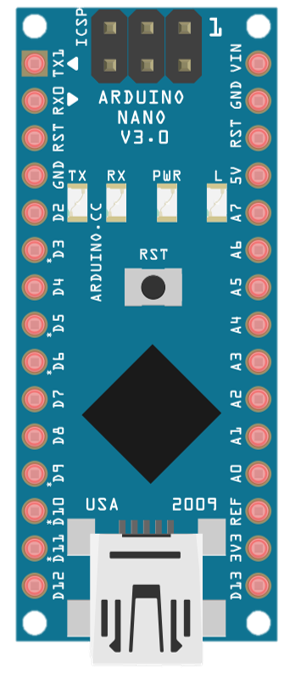 ICSP
1
TX1
RX0
RST
GND
D2
*D3
D4
*D5
*D6
D7
D8
*D9
*D10
*D11
D12
ARDUINO
NANO
V3.0
TX RX PWR L
ARDUINO.CC
RST
USA 2009
VIN
GND
RST
5V
A7
A6
A5
A4
A3
A2
A1
A0
REF
3V3
D13